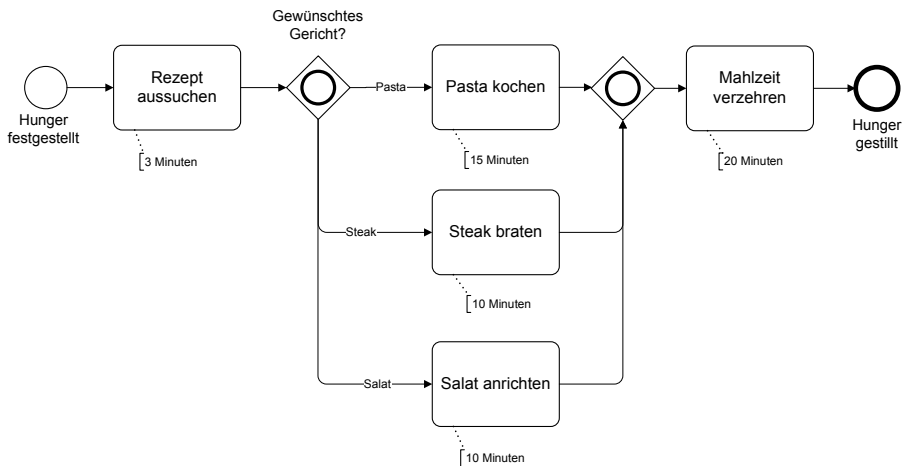 Gewünschtes
Gericht?
Rezept
aussuchen
Pasta
Pasta kochen
Mahlzeit
verzehren
Hunger
festgestellt
Hunger
gestillt
3 Minuten
15 Minuten
20 Minuten
Steak
Steak braten
10 Minuten
Salat
Salat anrichten
10 Minuten